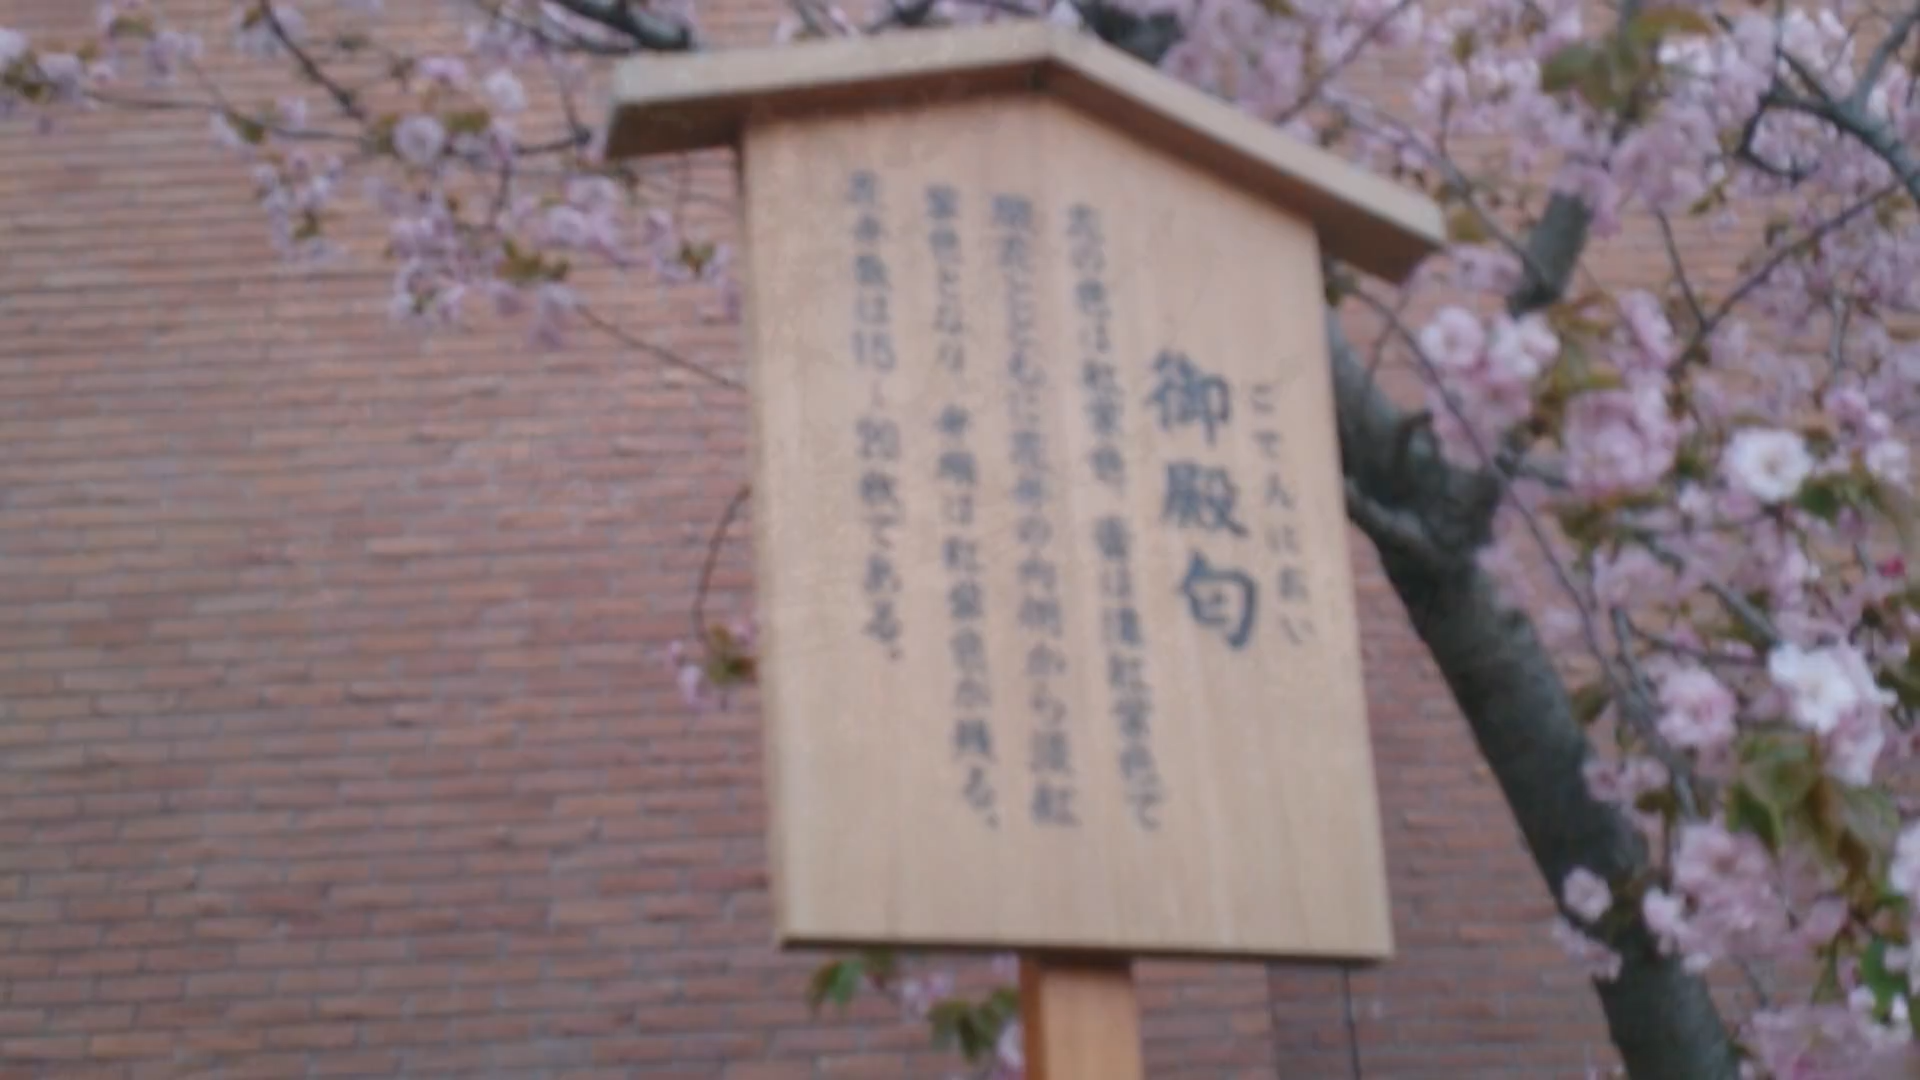 ごてんにおい
御殿匂
花の色は紅紫色、蕾は濃紅紫色で
開花とともに花弁の内側から淡紅
紫色となり、弁端は紅紫色が残る。
花弁数は15〜20枚である。